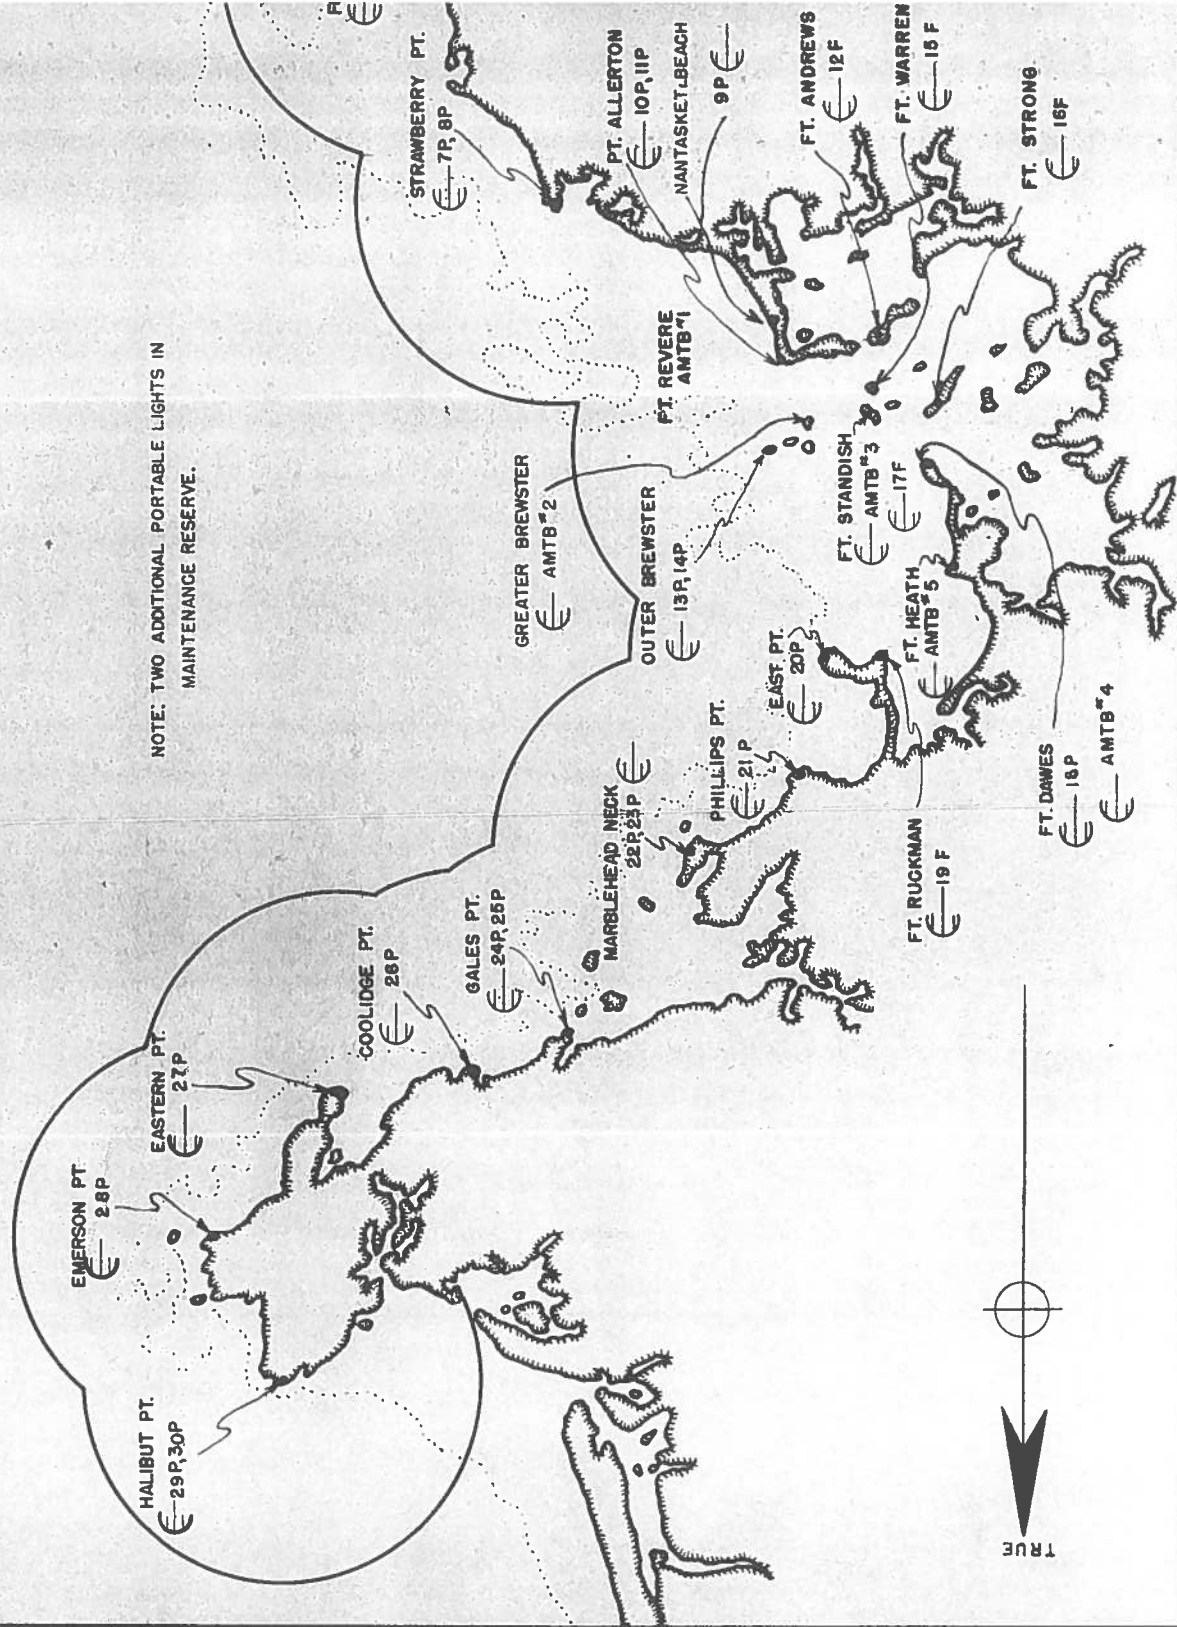 NOTE: TWO ADDITIONAL PORTABLE LIGHTS IN
MAINTENANCE RESERVE.
EMERSON PT.
28P
HALIBUT PT.
29P,30P
EASTERN PT.
27P
COOLIDGE PT.
26P
STRAWBERRY PT.
7P, 8P
GALES PT.
24P,25P
GREATER BREWSTER
AMTB #2
MARBLEHEAD NECK
22P,23P
PT. ALLERTON
10P,11P
OUTER BREWSTER
13P,14P
FT. REVERE
AMTB #1
NANTASKET BEACH
9P
PHILLIPS PT.
21P
EAST PT.
20P
FT. ANDREWS
12F
FT. STANDISH
AMTB #3
17F
FT. WARREN
15F
FT. HEATH
AMTB #5
FT. RUCKMAN
19F
FT. STRONG
16F
FT. DAWES
18P
AMTB #4
TRUE